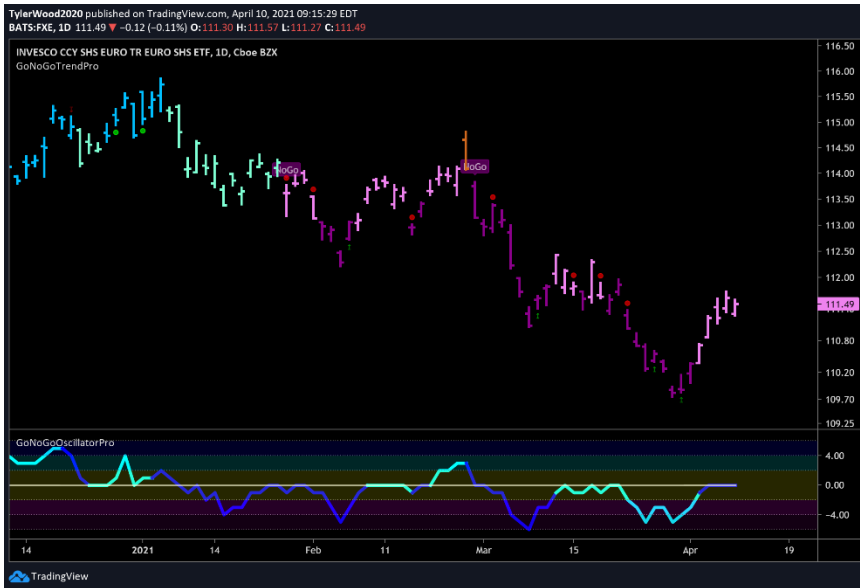 TylerWood2020 published on TradingView.com, April 10, 2021 09:15:29 EDT
BATS:FXE, 1D 111.49 ▼ −0.12 (−0.11%) O:111.30 H:111.57 L:111.27 C:111.49
INVESCO CCY SHS EURO TR EURO SHS ETF, 1D, Cboe BZX
GoNoGoTrendPro
116.50
116.00
115.50
115.00
114.50
114.00
113.50
113.00
112.50
112.00
111.49
110.80
110.20
109.70
109.25
NoGo
NoGo
GoNoGoOscillatorPro
4.00
0.00
−4.00
14 2021 14 Feb 11 Mar 15 Apr 19
TradingView